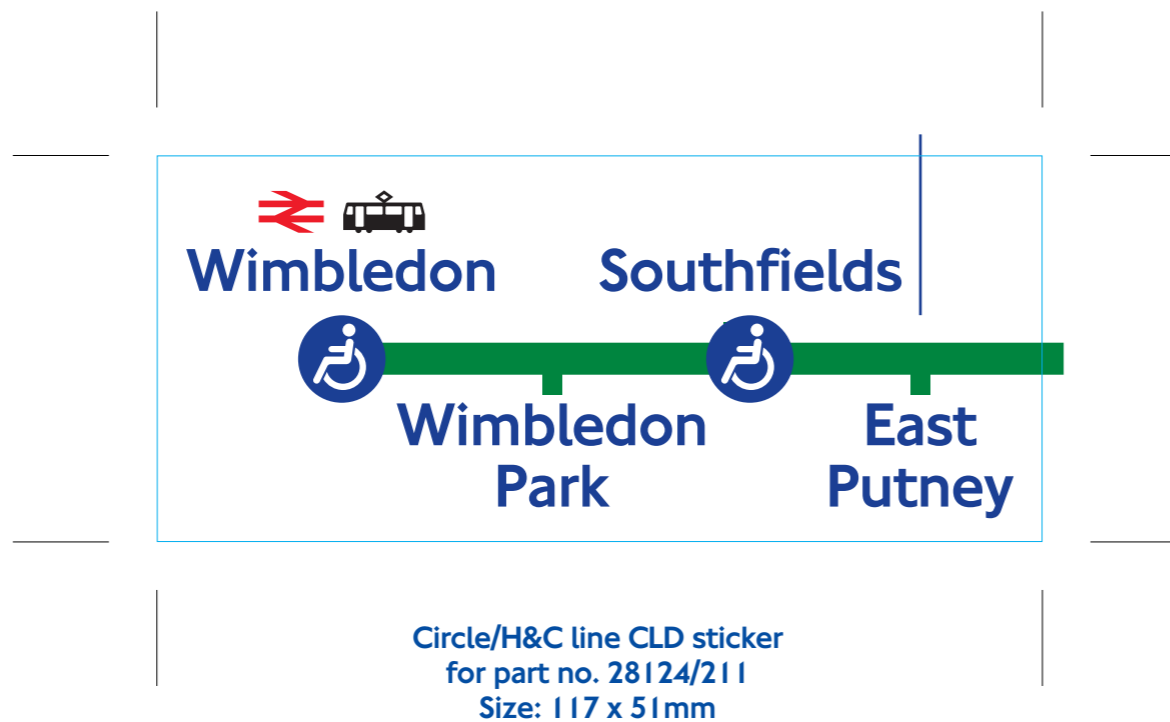 Wimbledon
Southfields
Wimbledon
Park
East
Putney
Circle/H&C line CLD sticker
for part no. 28124/211
Size: 117 x 51mm